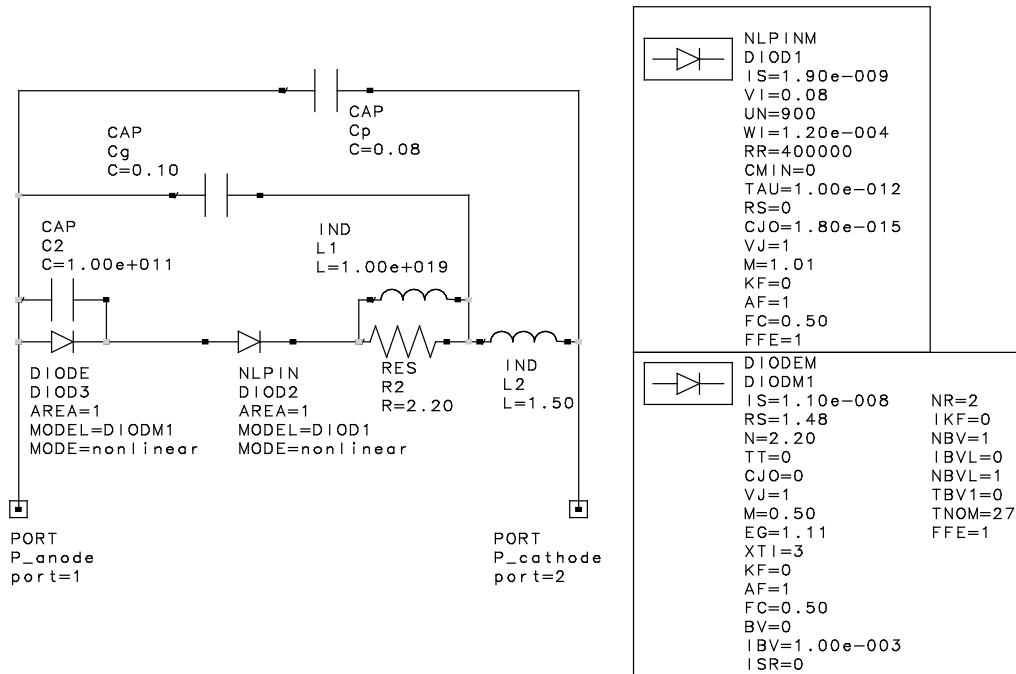 CAP
Cp
C=0.08
CAP
Cg
C=0.10
CAP
C2
C=1.00e+011
IND
L1
L=1.00e+019
DIODE
DIOD3
AREA=1
MODEL=DIODM1
MODE=nonlinear
NLPIN
DIOD2
AREA=1
MODEL=DIOD1
MODE=nonlinear
RES
R2
R=2.20
IND
L2
L=1.50
PORT
P_anode
port=1
PORT
P_cathode
port=2
NLPINM
DIOD1
IS=1.90e-009
VI=0.08
UN=900
WI=1.20e-004
RR=400000
CMIN=0
TAU=1.00e-012
RS=0
CJO=1.80e-015
VJ=1
M=1.01
KF=0
AF=1
FC=0.50
FFE=1
DIODEM
DIODM1
IS=1.10e-008
RS=1.48
N=2.20
TT=0
CJO=0
VJ=1
M=0.50
EG=1.11
XTI=3
KF=0
AF=1
FC=0.50
BV=0
IBV=1.00e-003
ISR=0
NR=2
IKF=0
NBV=1
IBVL=0
NBVL=1
TBV1=0
TNOM=27
FFE=1